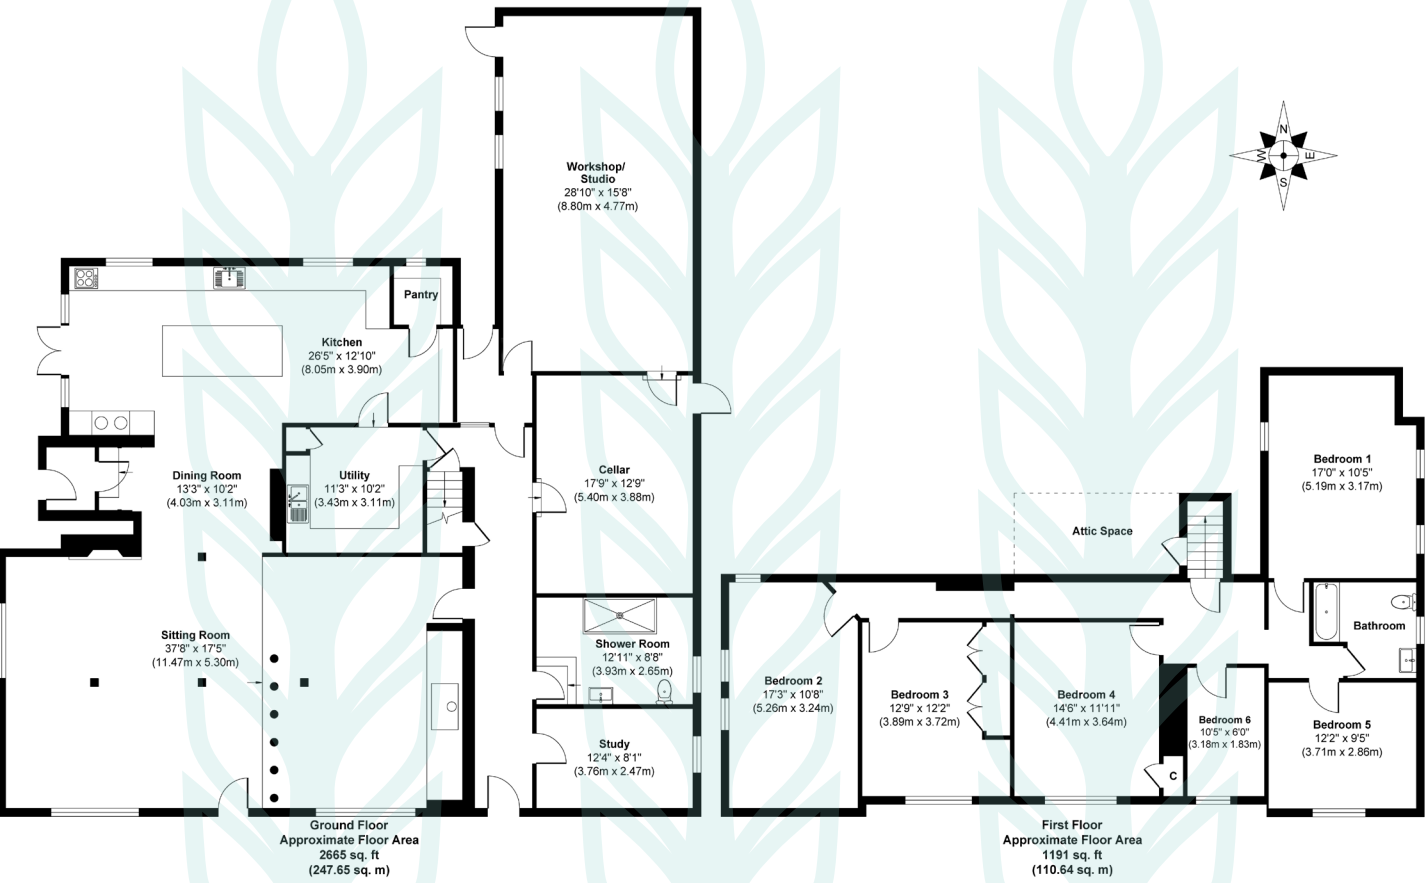 Workshop/
Studio
28'10" x 15'8"
(8.80m x 4.77m)
N
W
E
S
Pantry
Kitchen
26'5" x 12'10"
(8.05m x 3.90m)
Dining Room
13'3" x 10'2"
(4.03m x 3.11m)
Utility
11'3" x 10'2"
(3.43m x 3.11m)
Cellar
17'9" x 12'9"
(5.40m x 3.88m)
Sitting Room
37'8" x 17'5"
(11.47m x 5.30m)
Shower Room
12'11" x 8'8"
(3.93m x 2.65m)
Study
12'4" x 8'1"
(3.76m x 2.47m)
Ground Floor
Approximate Floor Area
2665 sq. ft
(247.65 sq. m)
Bedroom 1
17'0" x 10'5"
(5.19m x 3.17m)
Attic Space
Bathroom
Bedroom 2
17'3" x 10'8"
(5.26m x 3.24m)
Bedroom 3
12'9" x 12'2"
(3.89m x 3.72m)
Bedroom 4
14'6" x 11'11"
(4.41m x 3.64m)
Bedroom 6
10'5" x 6'0"
(3.18m x 1.83m)
Bedroom 5
12'2" x 9'5"
(3.71m x 2.86m)
C
First Floor
Approximate Floor Area
1191 sq. ft
(110.64 sq. m)